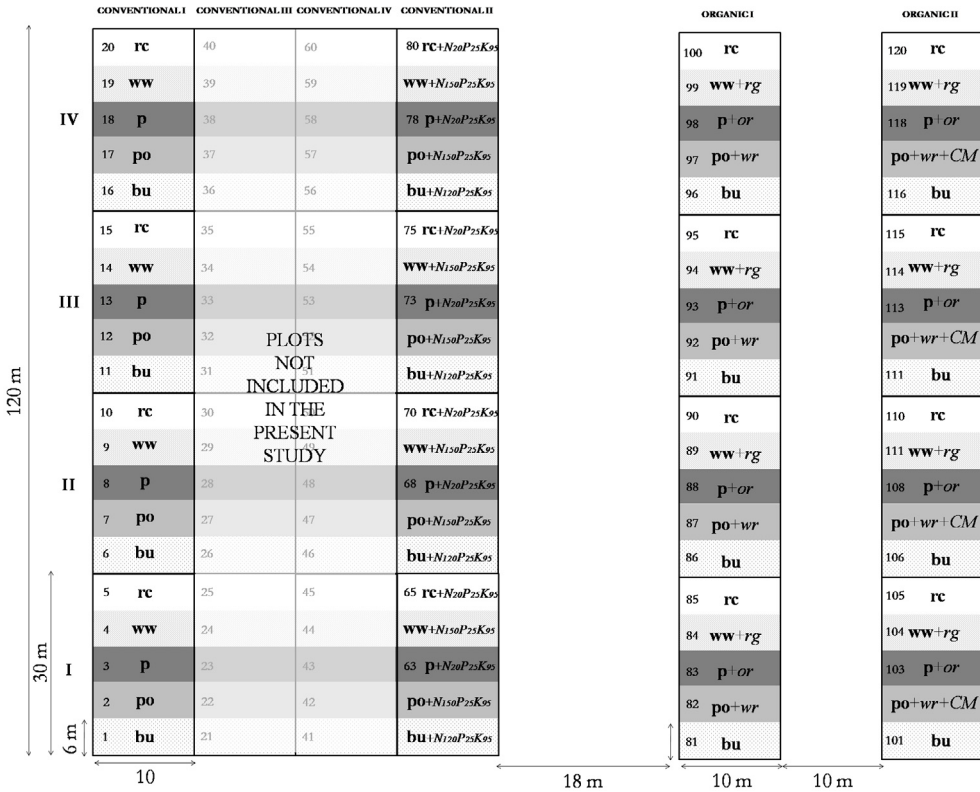 CONVENTIONAL I CONVENTIONAL III CONVENTIONAL IV CONVENTIONAL II ORGANIC I ORGANIC II
20 rc 40 60 80 rc+N20P25K95 100 rc 120 rc
19 ww 39 59 ww+N150P25K95 99 ww+rg 119 ww+rg
IV 18 p 38 58 78 p+N20P25K95 98 p+or 118 p+or
17 po 37 57 po+N150P25K95 97 po+wr po+wr+CM
16 bu 36 56 bu+N120P25K95 96 bu 116 bu
15 rc 35 55 75 rc+N20P25K95 95 rc 115 rc
14 ww 34 54 ww+N150P25K95 94 ww+rg 114 ww+rg
III 13 p 33 53 73 p+N20P25K95 93 p+or 113 p+or
12 po 32 po+N150P25K95 92 po+wr po+wr+CM
11 bu 31 51 bu+N120P25K95 91 bu 111 bu
PLOTS
NOT
INCLUDED
IN THE
PRESENT
STUDY
120 m
10 rc 30 70 rc+N20P25K95 90 rc 110 rc
9 ww 29 49 ww+N150P25K95 89 ww+rg 111 ww+rg
II 8 p 28 48 68 p+N20P25K95 88 p+or 108 p+or
7 po 27 47 po+N150P25K95 87 po+wr po+wr+CM
6 bu 26 46 bu+N120P25K95 86 bu 106 bu
5 rc 25 45 65 rc+N20P25K95 85 rc 105 rc
4 ww 24 44 ww+N150P25K95 84 ww+rg 104 ww+rg
30 m I 3 p 23 43 63 p+N20P25K95 83 p+or 103 p+or
2 po 22 42 po+N150P25K95 82 po+wr po+wr+CM
6 m 1 bu 21 41 bu+N120P25K95 81 bu 101 bu
10 18 m 10 m 10 m